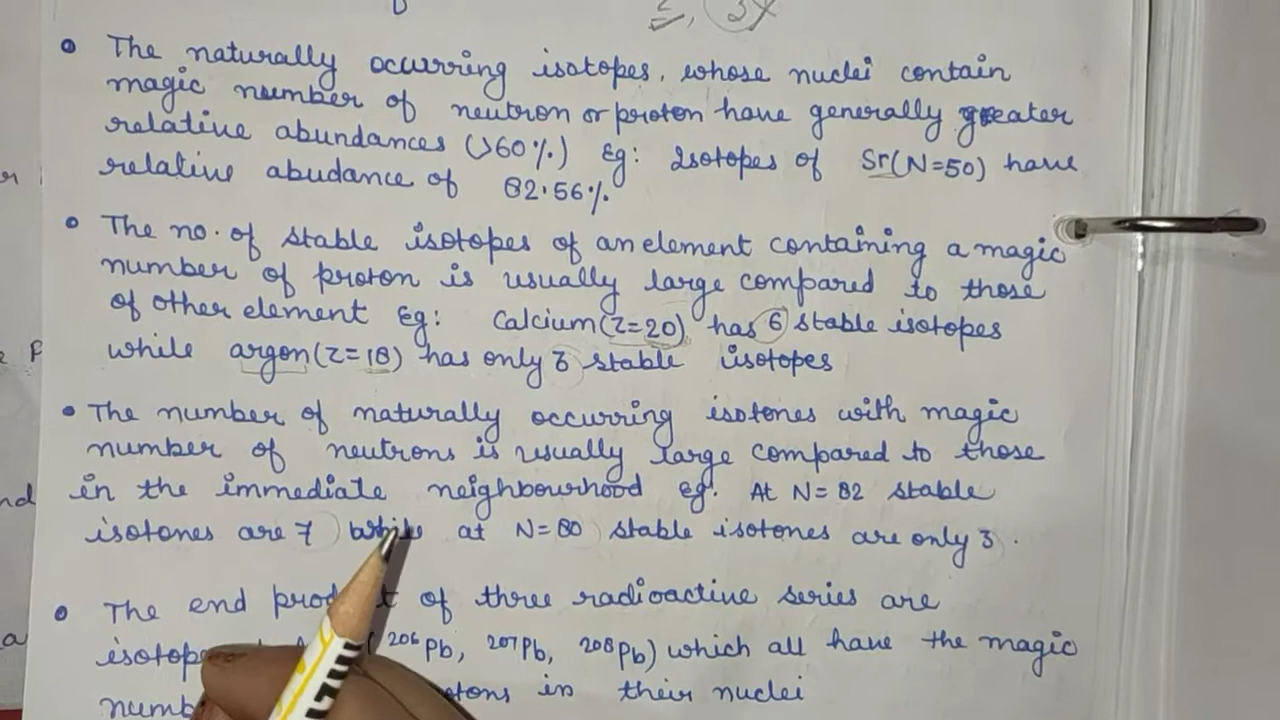 • The naturally ocurring isotopes, whose nuclei contain
magic number of neutron or proton have generally greater
relative abundances (>60%) Eg: Isotopes of Sr(N=50) have
relative abudance of 82.56%
• The no. of stable isotopes of an element containing a magic
number of proton is usually large compared to those
of other element Eg: Calcium(Z=20) has 6 stable isotopes
while argon(Z=18) has only 3 stable isotopes
• The number of naturally occurring isotones with magic
number of neutrons is usually large compared to those
in the immediate neighbourhood eg. At N=82 stable
isotones are 7 while at N=80 stable isotones are only 3.
• The end product of three radioactive series are
(206Pb, 207Pb, 208Pb) which all have the magic
in their nuclei